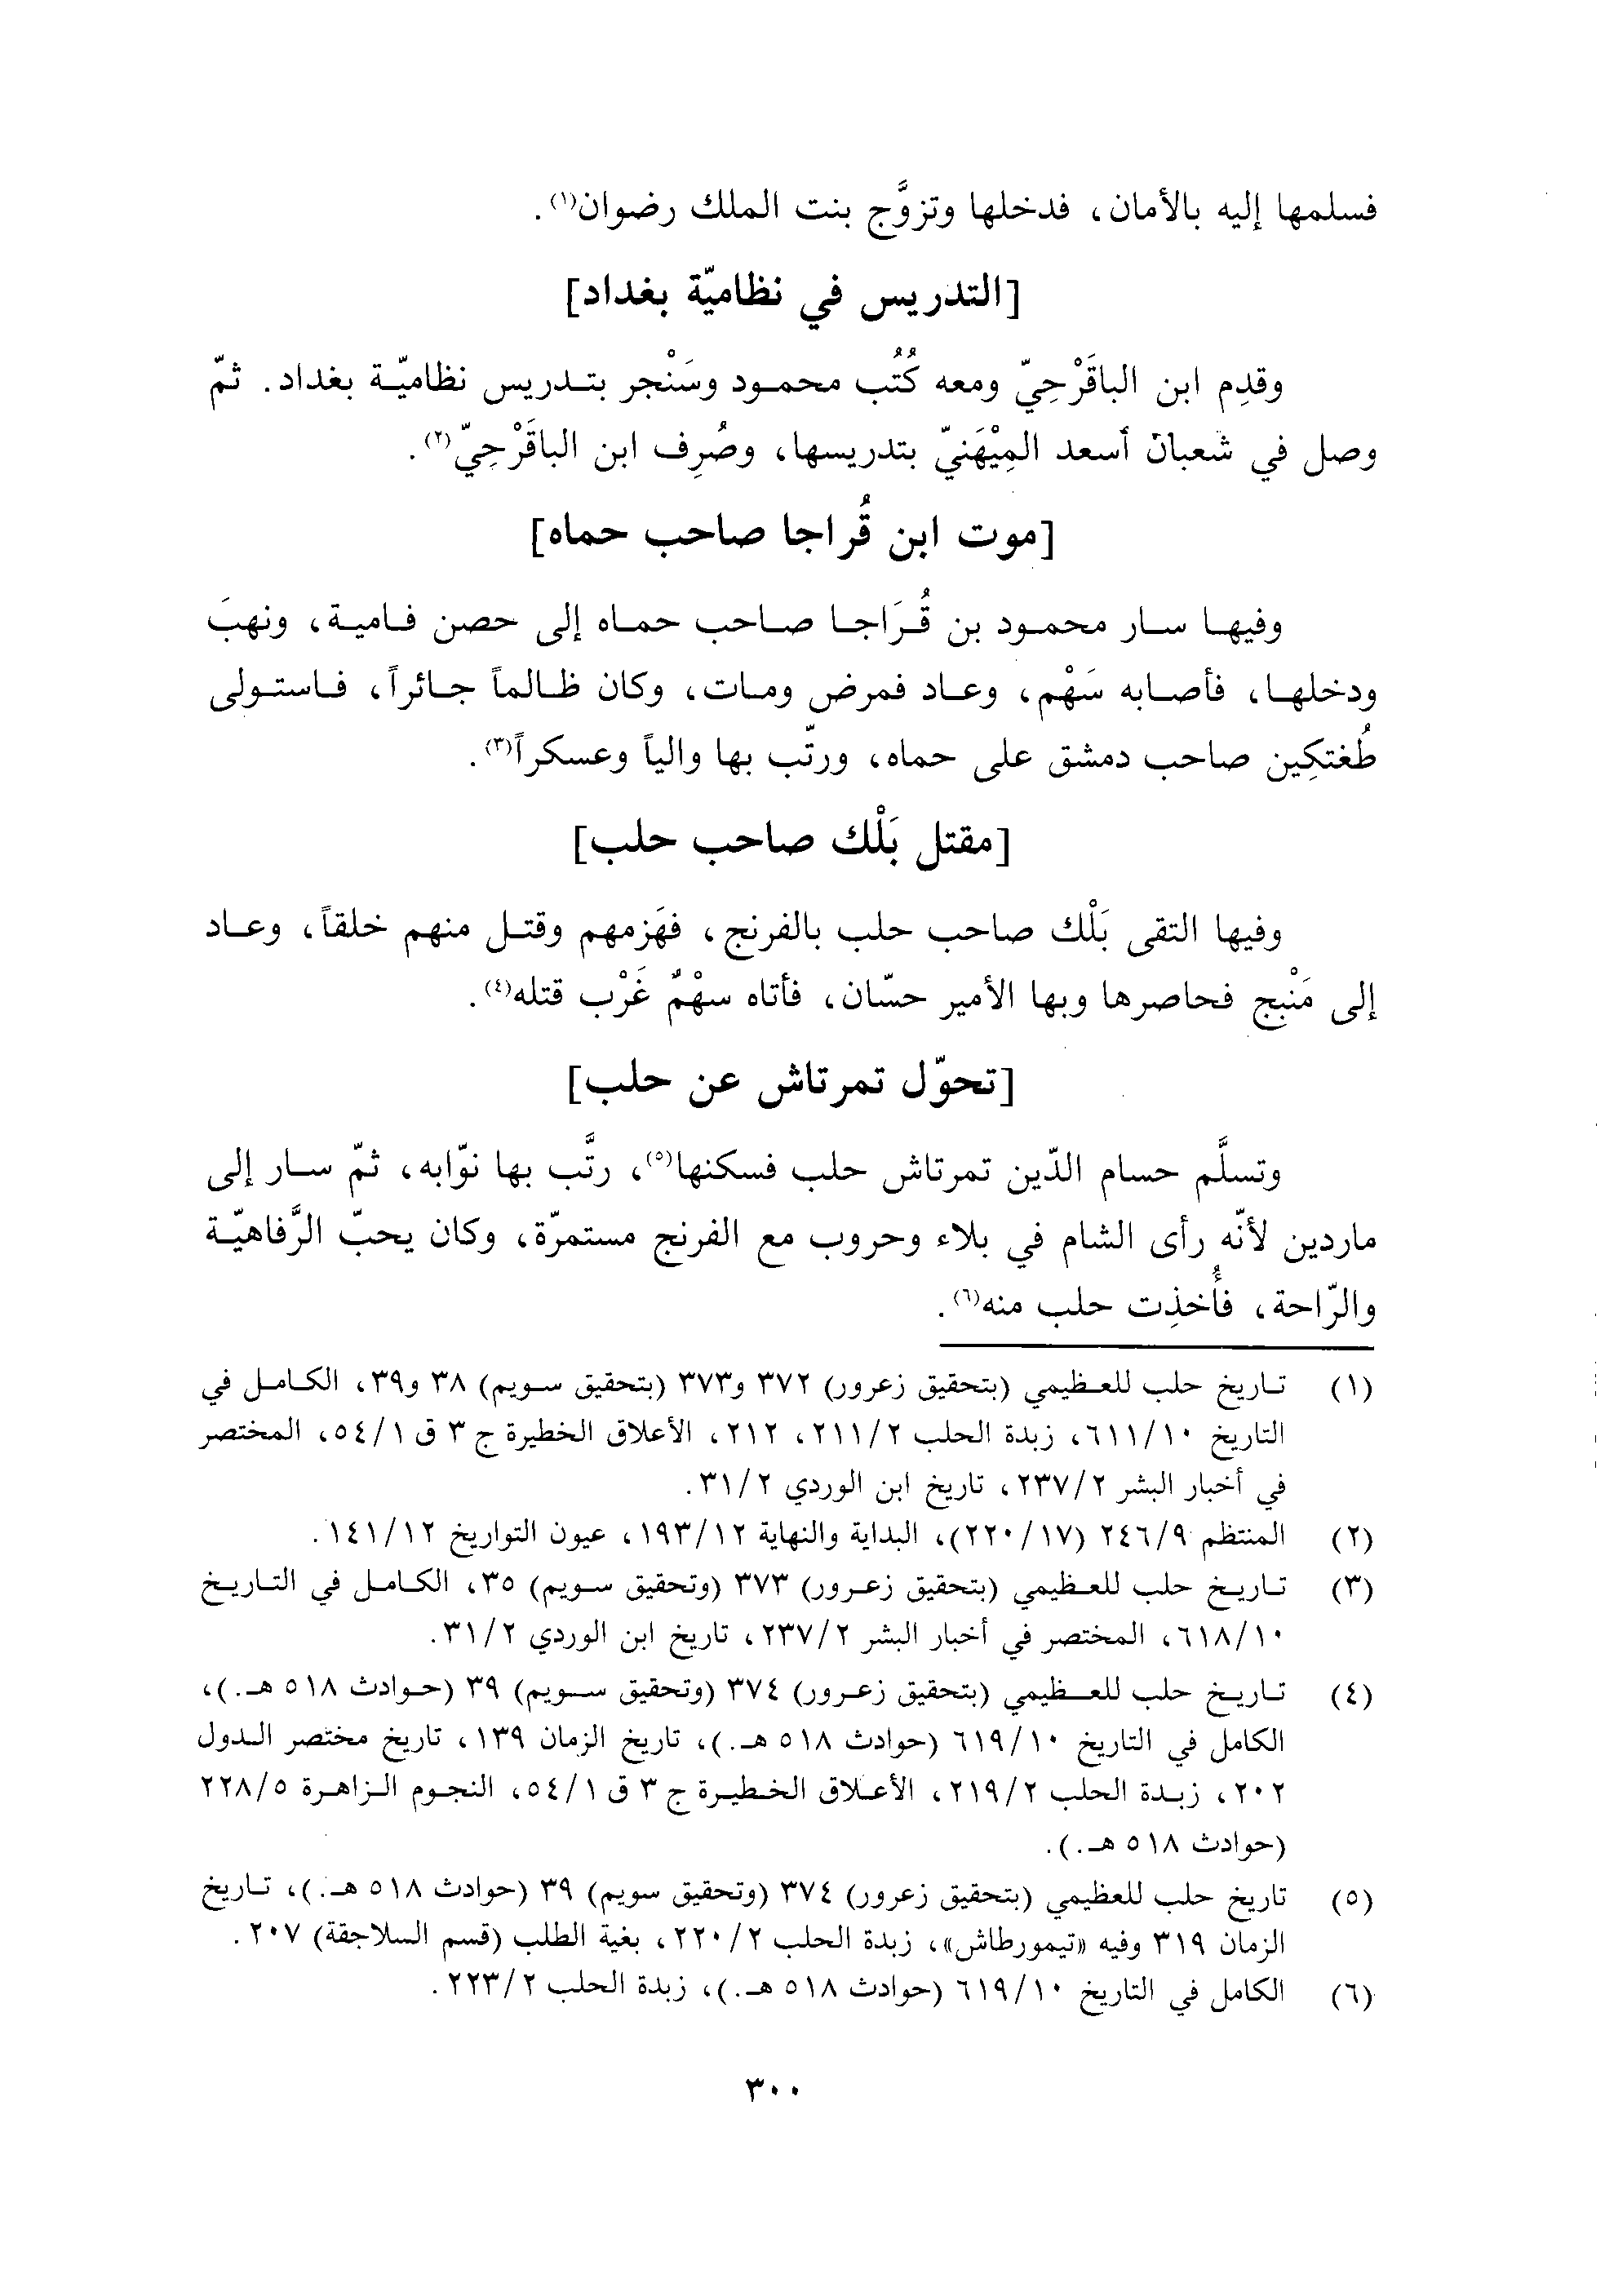 فسلمها إليه بالأمان، فدخلها وتزوَّج بنت الملك رضوان(١).
[التدريس في نظاميّة بغداد]
وقدِم ابن الباقَرْحِيّ ومعه كُتُب محمود وسَنْجر بتدريس نظاميّة بغداد. ثمّ
وصل في شعبان أسعد المِيْهَنيّ بتدريسها، وصُرِف ابن الباقَرْحِيّ(٢).
[موت ابن قُراجا صاحب حماه]
وفيها سار محمود بن قُرَاجا صاحب حماه إلى حصن فامية، ونهبَ
ودخلها، فأصابه سَهْم، وعاد فمرض ومات، وكان ظالماً جائراً، فاستولى
طُغتكِين صاحب دمشق على حماه، ورتّب بها والياً وعسكراً(٣).
[مقتل بَلْك صاحب حلب]
وفيها التقى بَلْك صاحب حلب بالفرنج، فهَزمهم وقتل منهم خلقاً، وعاد
إلى مَنْبج فحاصرها وبها الأمير حسّان، فأتاه سهْمٌ غَرْب قتله(٤).
[تحوّل تمرتاش عن حلب]
وتسلَّم حسام الدّين تمرتاش حلب فسكنها(٥)، رتَّب بها نوّابه، ثمّ سار إلى
ماردين لأنّه رأى الشام في بلاء وحروب مع الفرنج مستمرّة، وكان يحبّ الرَّفاهيّة
والرّاحة، فأُخذِت حلب منه(٦).
(١) تاريخ حلب للعظيمي (بتحقيق زعرور) ٣٧٢ و٣٧٣ (بتحقيق سويم) ٣٨ و٣٩، الكامل في
التاريخ ٦١١/١٠، زبدة الحلب ٢١١/٢، ٢١٢، الأعلاق الخطيرة ج ٣ ق ٥٤/١، المختصر
في أخبار البشر ٢٣٧/٢، تاريخ ابن الوردي ٣١/٢.
(٢) المنتظم ٢٤٦/٩ (٢٢٠/١٧)، البداية والنهاية ١٩٣/١٢، عيون التواريخ ١٤١/١٢.
(٣) تاريخ حلب للعظيمي (بتحقيق زعرور) ٣٧٣ (وتحقيق سويم) ٣٥، الكامل في التاريخ
٦١٨/١٠، المختصر في أخبار البشر ٢٣٧/٢، تاريخ ابن الوردي ٣١/٢.
(٤) تاريخ حلب للعظيمي (بتحقيق زعرور) ٣٧٤ (وتحقيق سويم) ٣٩ (حوادث ٥١٨ هـ.)،
الكامل في التاريخ ٦١٩/١٠ (حوادث ٥١٨ هـ.)، تاريخ الزمان ١٣٩، تاريخ مختصر الدول
٢٠٢، زبدة الحلب ٢١٩/٢، الأعلاق الخطيرة ج ٣ ق ٥٤/١، النجوم الزاهرة ٢٢٨/٥
(حوادث ٥١٨ هـ.).
(٥) تاريخ حلب للعظيمي (بتحقيق زعرور) ٣٧٤ (وتحقيق سويم) ٣٩ (حوادث ٥١٨ هـ.)، تاريخ
الزمان ٣١٩ وفيه «تيمورطاش»، زبدة الحلب ٢٢٠/٢، بغية الطلب (قسم السلاجقة) ٢٠٧.
(٦) الكامل في التاريخ ٦١٩/١٠ (حوادث ٥١٨ هـ.)، زبدة الحلب ٢٢٣/٢.
٣٠٠